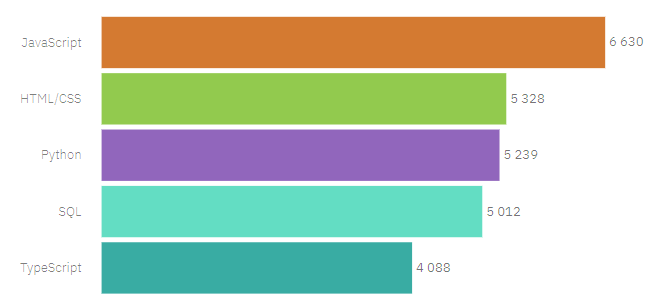 JavaScript 6 630
HTML/CSS 5 328
Python 5 239
SQL 5 012
TypeScript 4 088